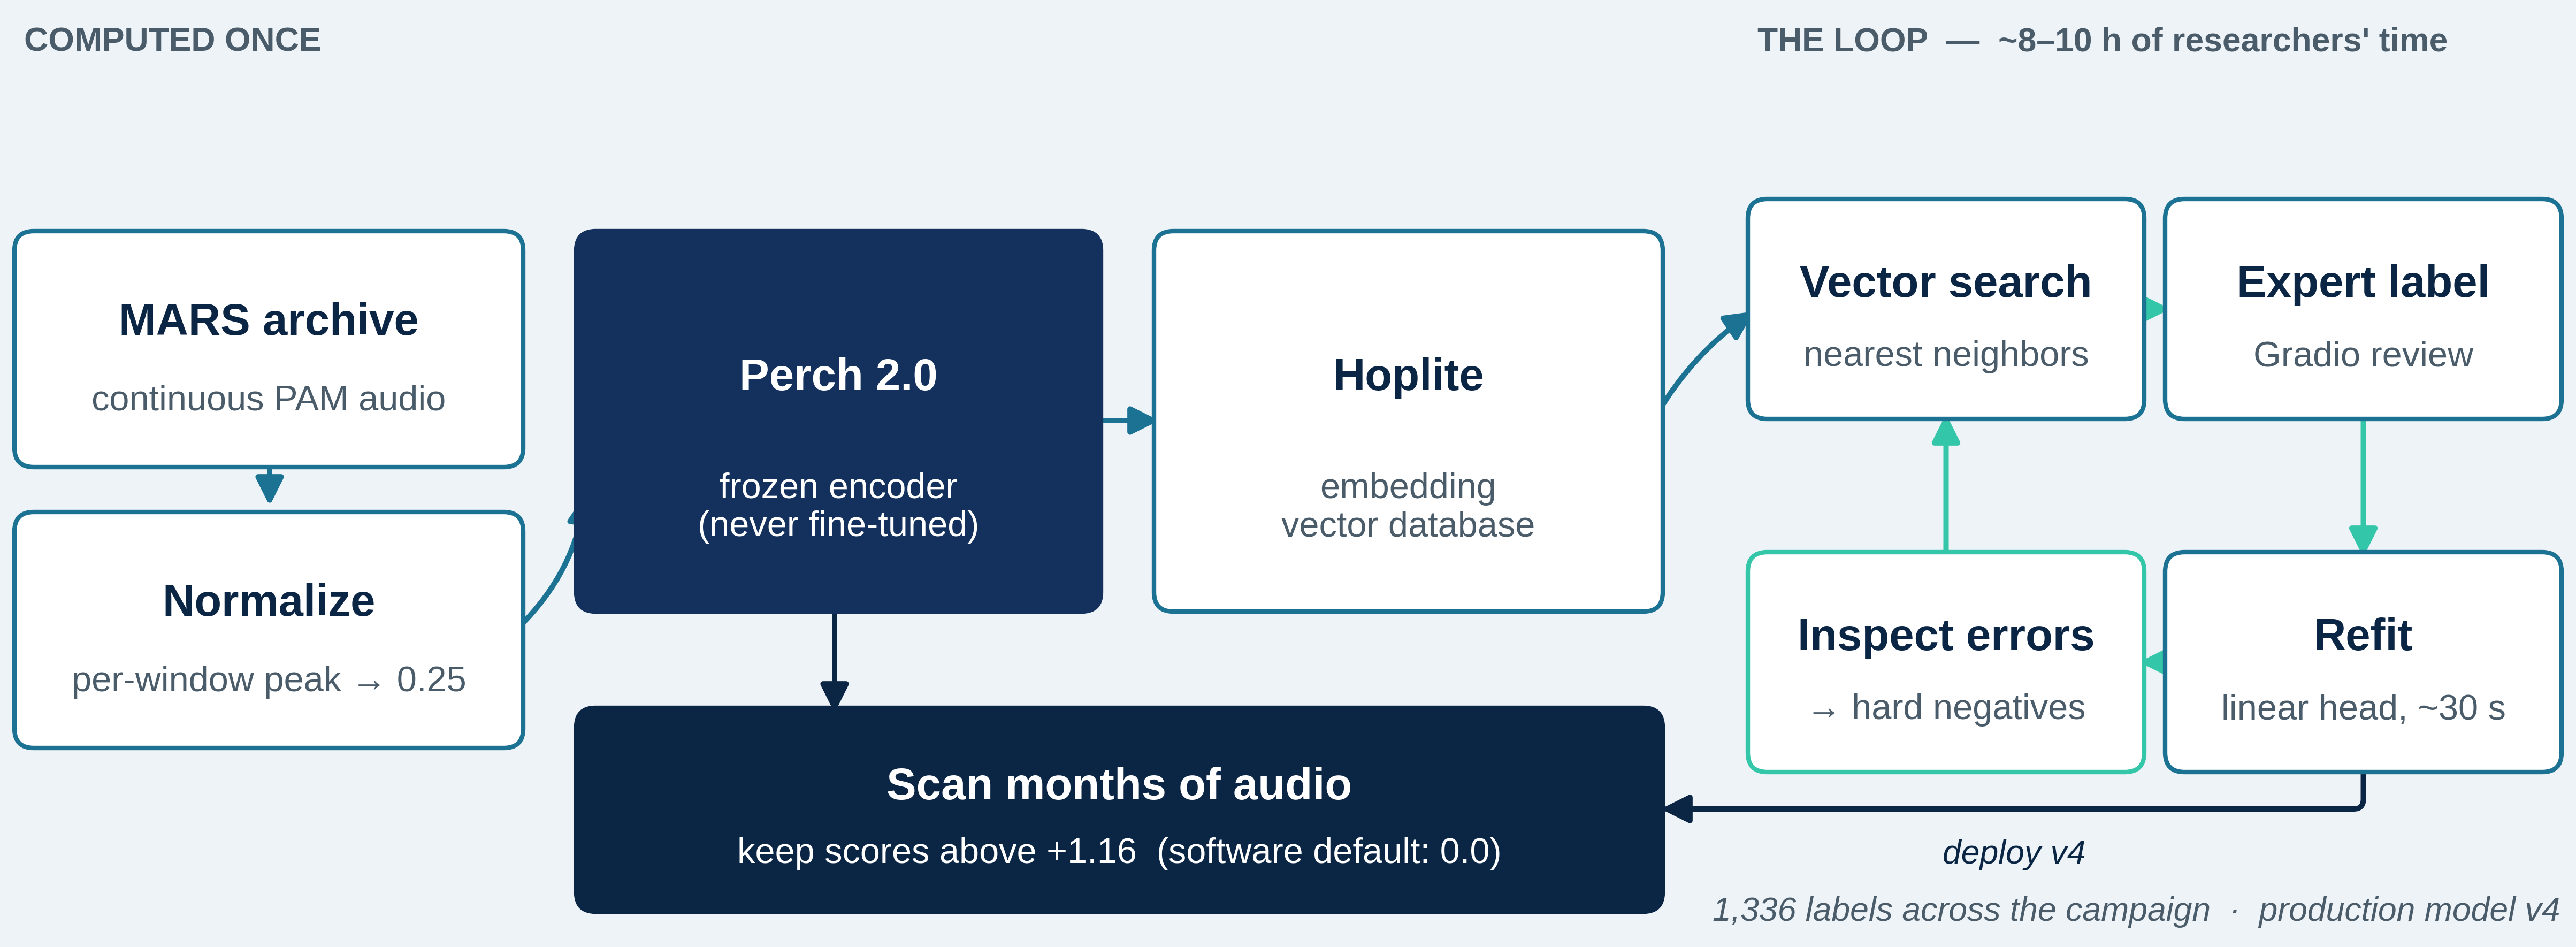 COMPUTED ONCE
THE LOOP — ~8–10 h of researchers' time
MARS archive
continuous PAM audio
Normalize
per-window peak → 0.25
Perch 2.0
frozen encoder
(never fine-tuned)
Hoplite
embedding
vector database
Vector search
nearest neighbors
Expert label
Gradio review
Inspect errors
→ hard negatives
Refit
linear head, ~30 s
Scan months of audio
keep scores above +1.16 (software default: 0.0)
deploy v4
1,336 labels across the campaign · production model v4